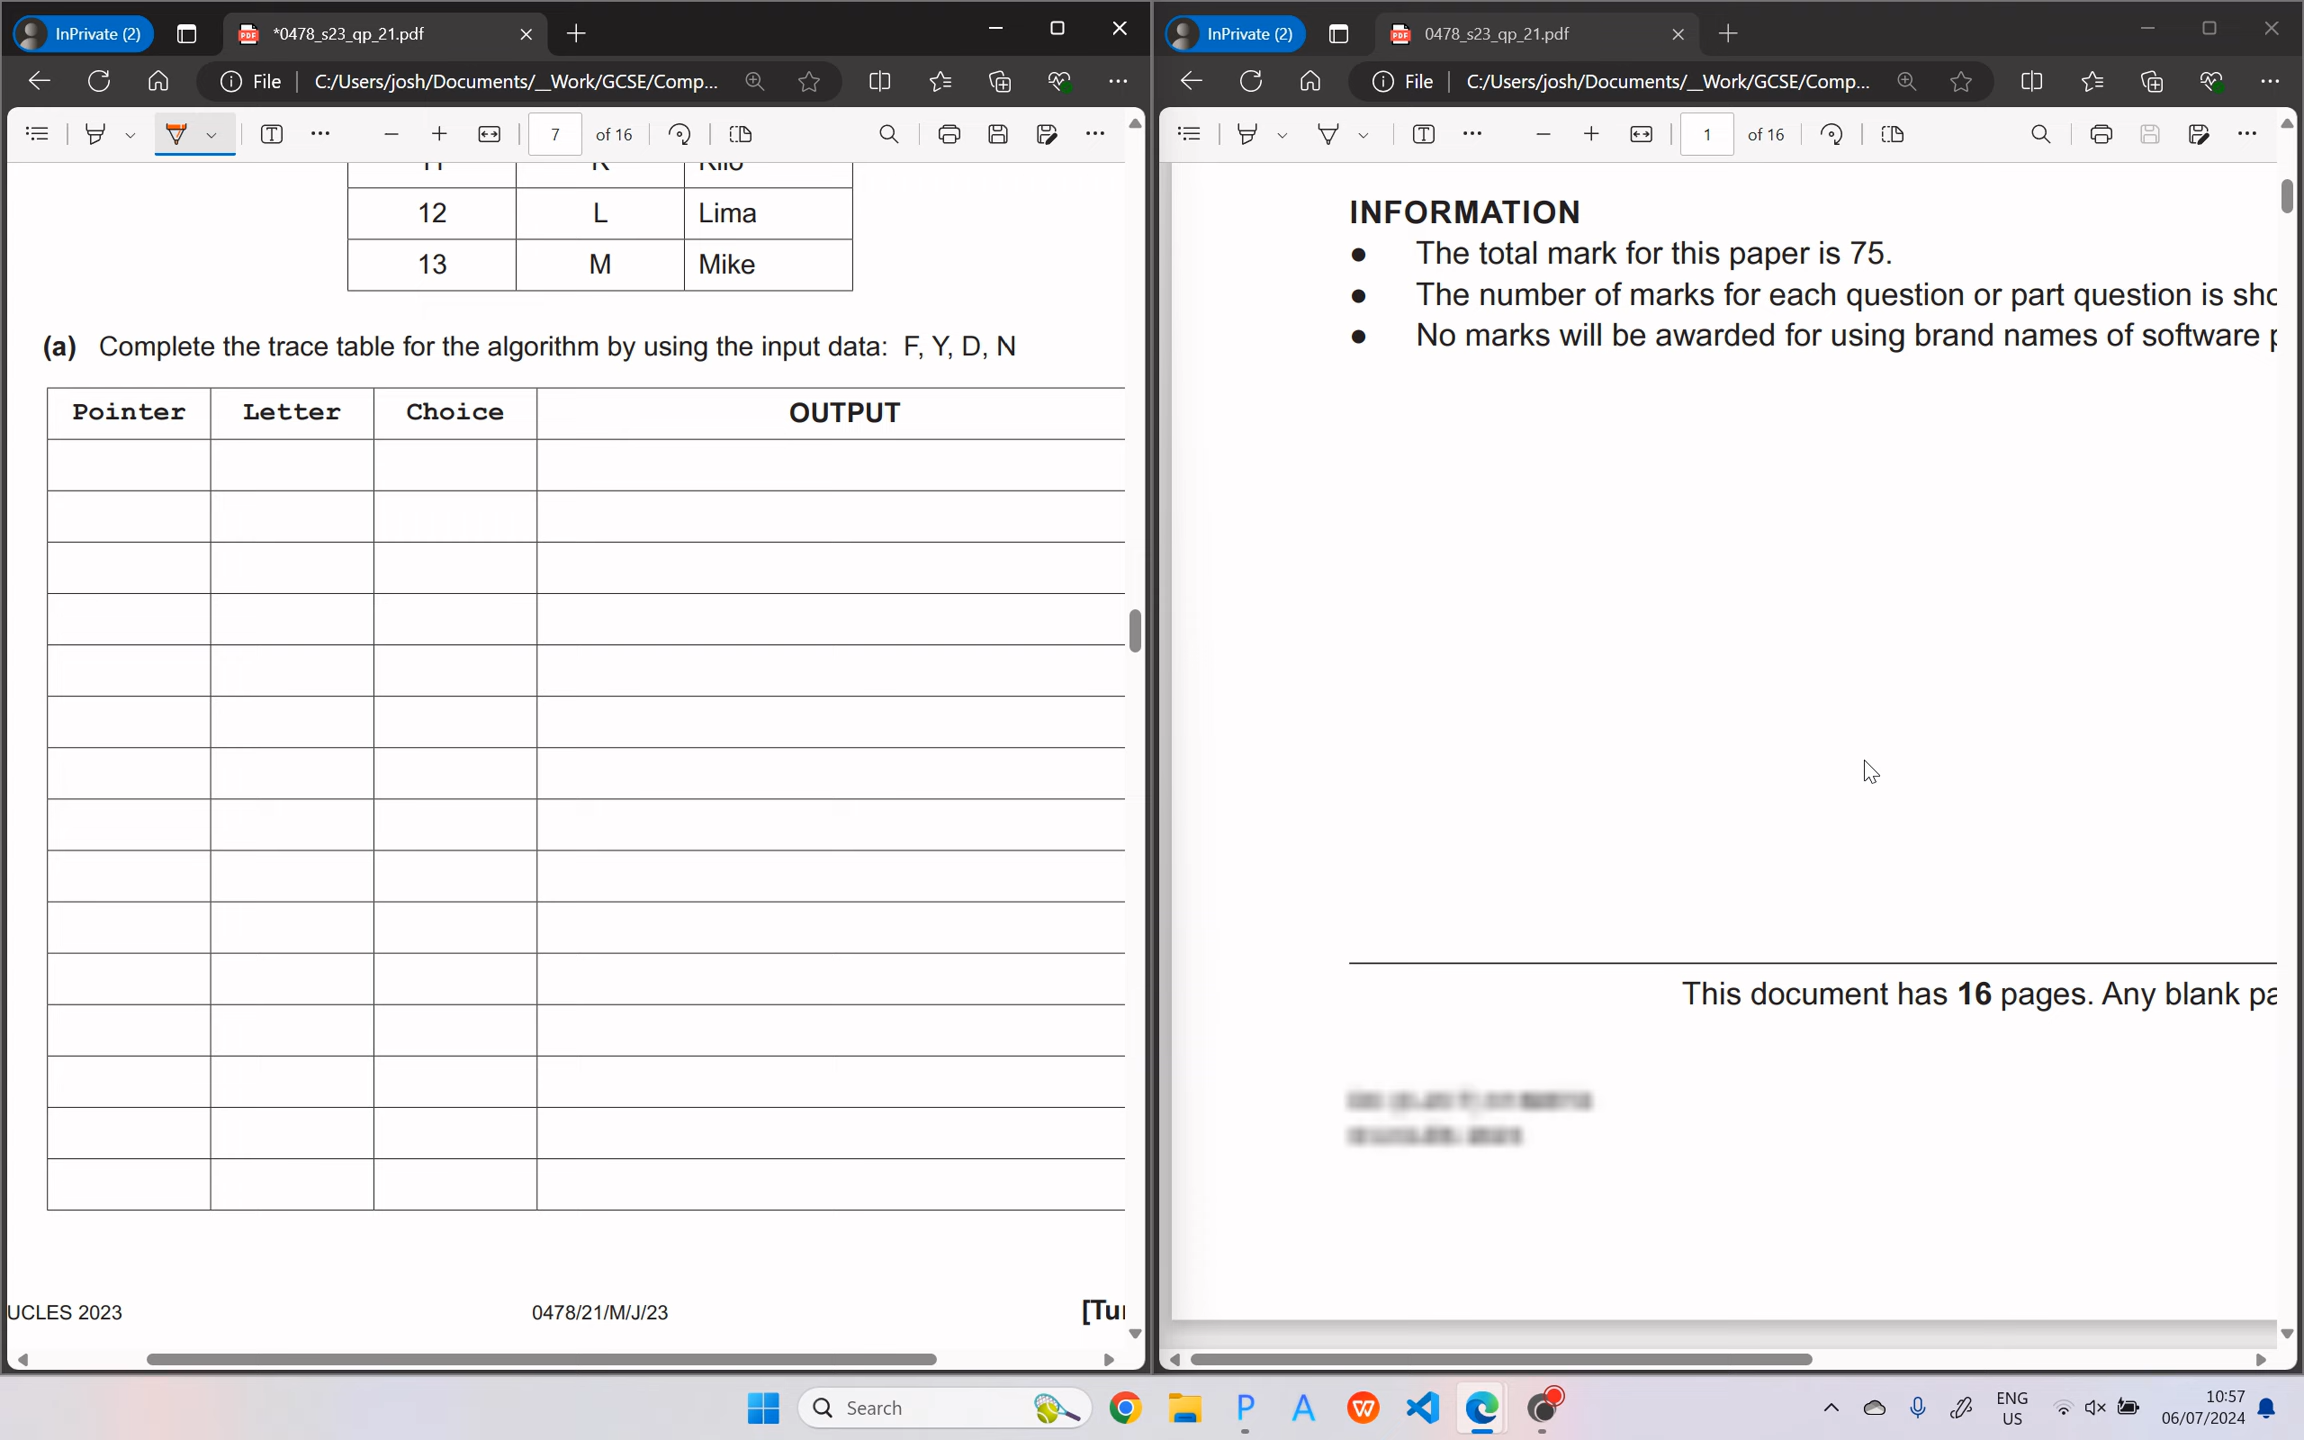 InPrivate (2)
*0478_s23_qp_21.pdf
File
C:/Users/josh/Documents/__Work/GCSE/Comp...
7 of 16
12 L Lima
13 M Mike
(a) Complete the trace table for the algorithm by using the input data: F, Y, D, N
Pointer Letter Choice OUTPUT
UCLES 2023
0478/21/M/J/23
InPrivate (2)
0478_s23_qp_21.pdf
File
C:/Users/josh/Documents/__Work/GCSE/Comp...
1 of 16
INFORMATION
● The total mark for this paper is 75.
● The number of marks for each question or part question is
● No marks will be awarded for using brand names of software
This document has 16 pages. Any blank
Search
ENG
US
10:57
06/07/2024